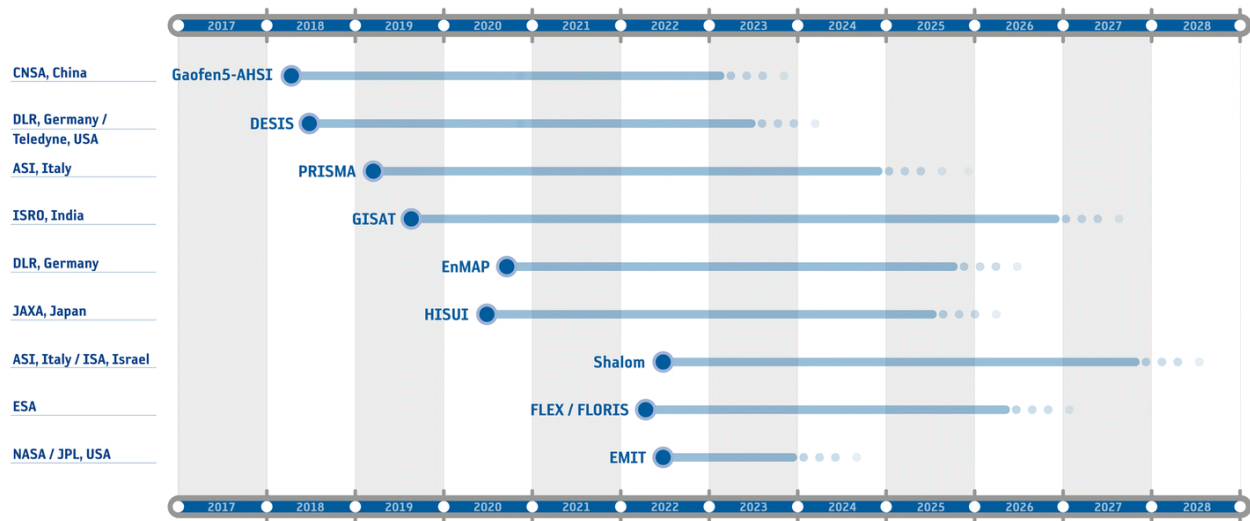 2017 2018 2019 2020 2021 2022 2023 2024 2025 2026 2027 2028
CNSA, China Gaofen5-AHSI
DLR, Germany /
Teledyne, USA
DESIS
ASI, Italy PRISMA
ISRO, India GISAT
DLR, Germany EnMAP
JAXA, Japan HISUI
ASI, Italy / ISA, Israel Shalom
ESA FLEX / FLORIS
NASA / JPL, USA EMIT
2017 2018 2019 2020 2021 2022 2023 2024 2025 2026 2027 2028